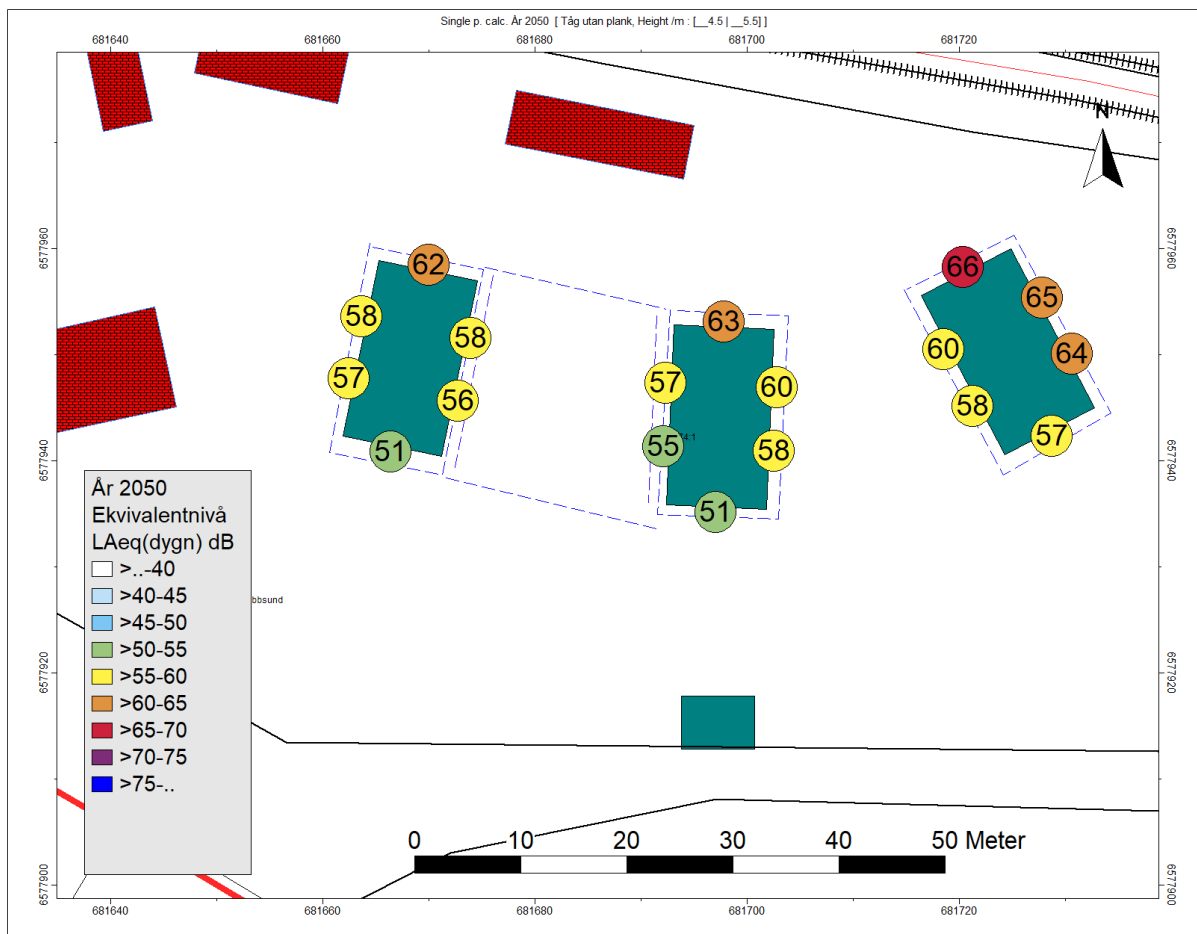 Single p. calc. År 2050 [ Tåg utan plank, Height /m : [__4.5 | __5.5] ]
681640 681660 681680 681700 681720
N
6577960 6577960
62 66
65
58 63
58 60 64
57 57 60
56 58
55 74:1 58 57
51
6577940 6577940
51
År 2050
Ekvivalentnivå
LAeq(dygn) dB
>..-40
>40-45
>45-50
>50-55
>55-60
>60-65
>65-70
>70-75
>75-..
bbsund
6577920 6577920
0 10 20 30 40 50 Meter
6577900 6577900
681640 681660 681680 681700 681720